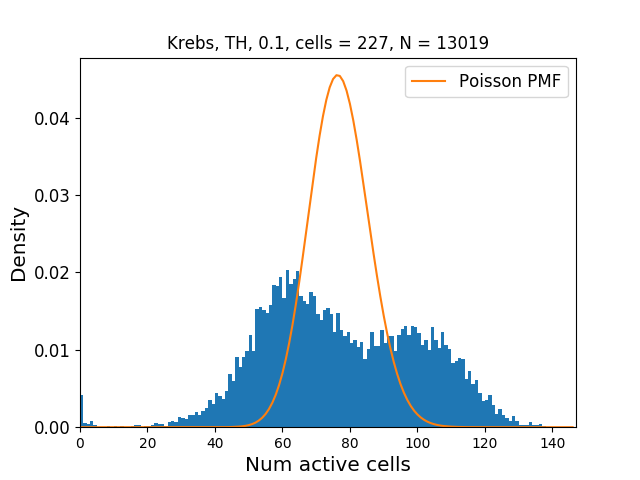 Krebs, TH, 0.1, cells = 227, N = 13019
Poisson PMF
Density
0.04
0.03
0.02
0.01
0.00
0 20 40 60 80 100 120 140
Num active cells